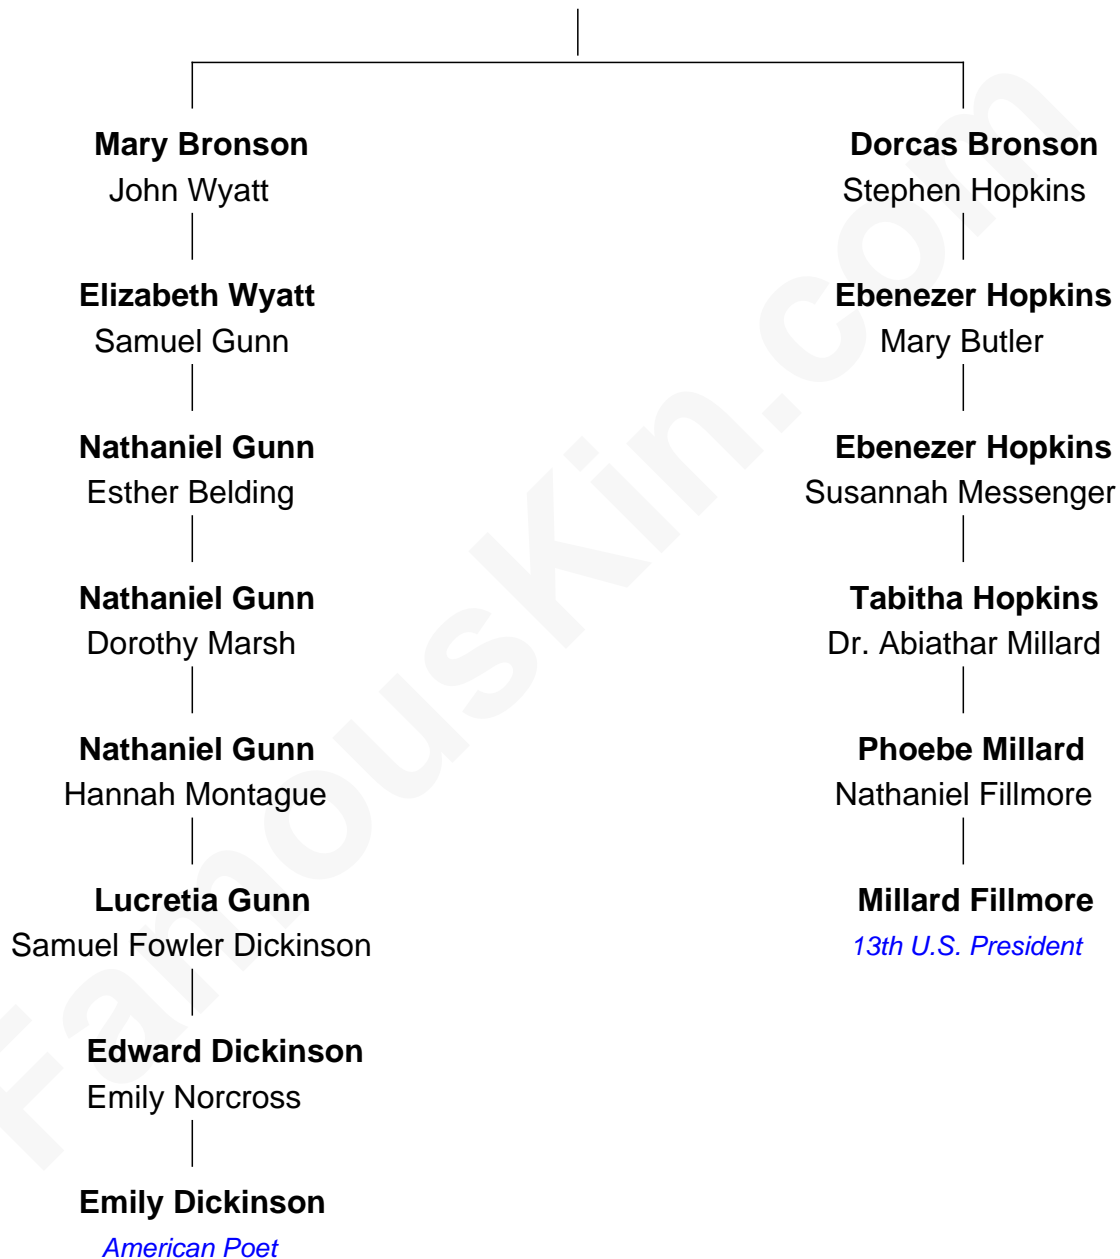 Mary Bronson
John Wyatt
Elizabeth Wyatt
Samuel Gunn
Nathaniel Gunn
Esther Belding
Nathaniel Gunn
Dorothy Marsh
Nathaniel Gunn
Hannah Montague
Lucretia Gunn
Samuel Fowler Dickinson
Edward Dickinson
Emily Norcross
Emily Dickinson
American Poet
Dorcas Bronson
Stephen Hopkins
Ebenezer Hopkins
Mary Butler
Ebenezer Hopkins
Susannah Messenger
Tabitha Hopkins
Dr. Abiathar Millard
Phoebe Millard
Nathaniel Fillmore
Millard Fillmore
13th U.S. President
FamousKin.com